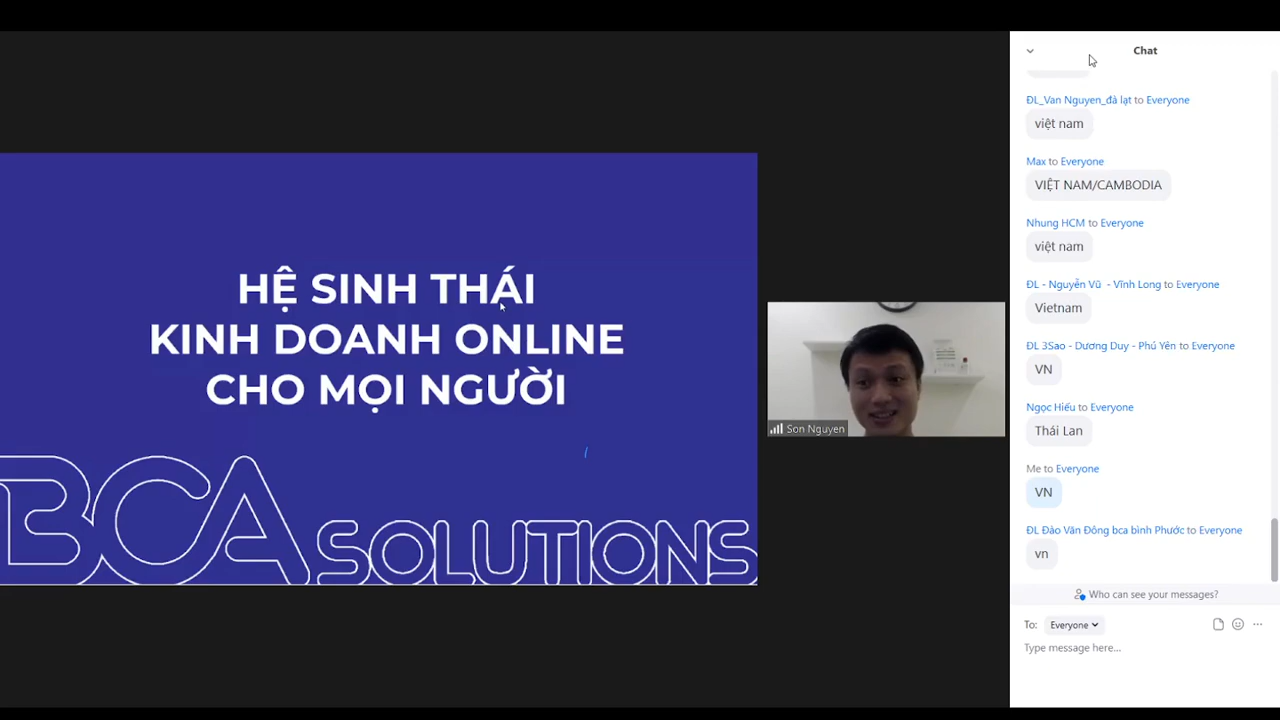 HỆ SINH THÁI
KINH DOANH ONLINE
CHO MỌI NGƯỜI
BCA SOLUTIONS
Son Nguyen
Chat
ĐL_Van Nguyen_đà lạt to Everyone
việt nam
Max to Everyone
VIỆT NAM/CAMBODIA
Nhung HCM to Everyone
việt nam
ĐL - Nguyễn Vũ - Vĩnh Long to Everyone
Vietnam
ĐL 3Sao - Dương Duy - Phú Yên to Everyone
VN
Ngọc Hiếu to Everyone
Thái Lan
Me to Everyone
VN
ĐL Đào Văn Đông bca bình Phước to Everyone
vn
Who can see your messages?
To: Everyone
Type message here...